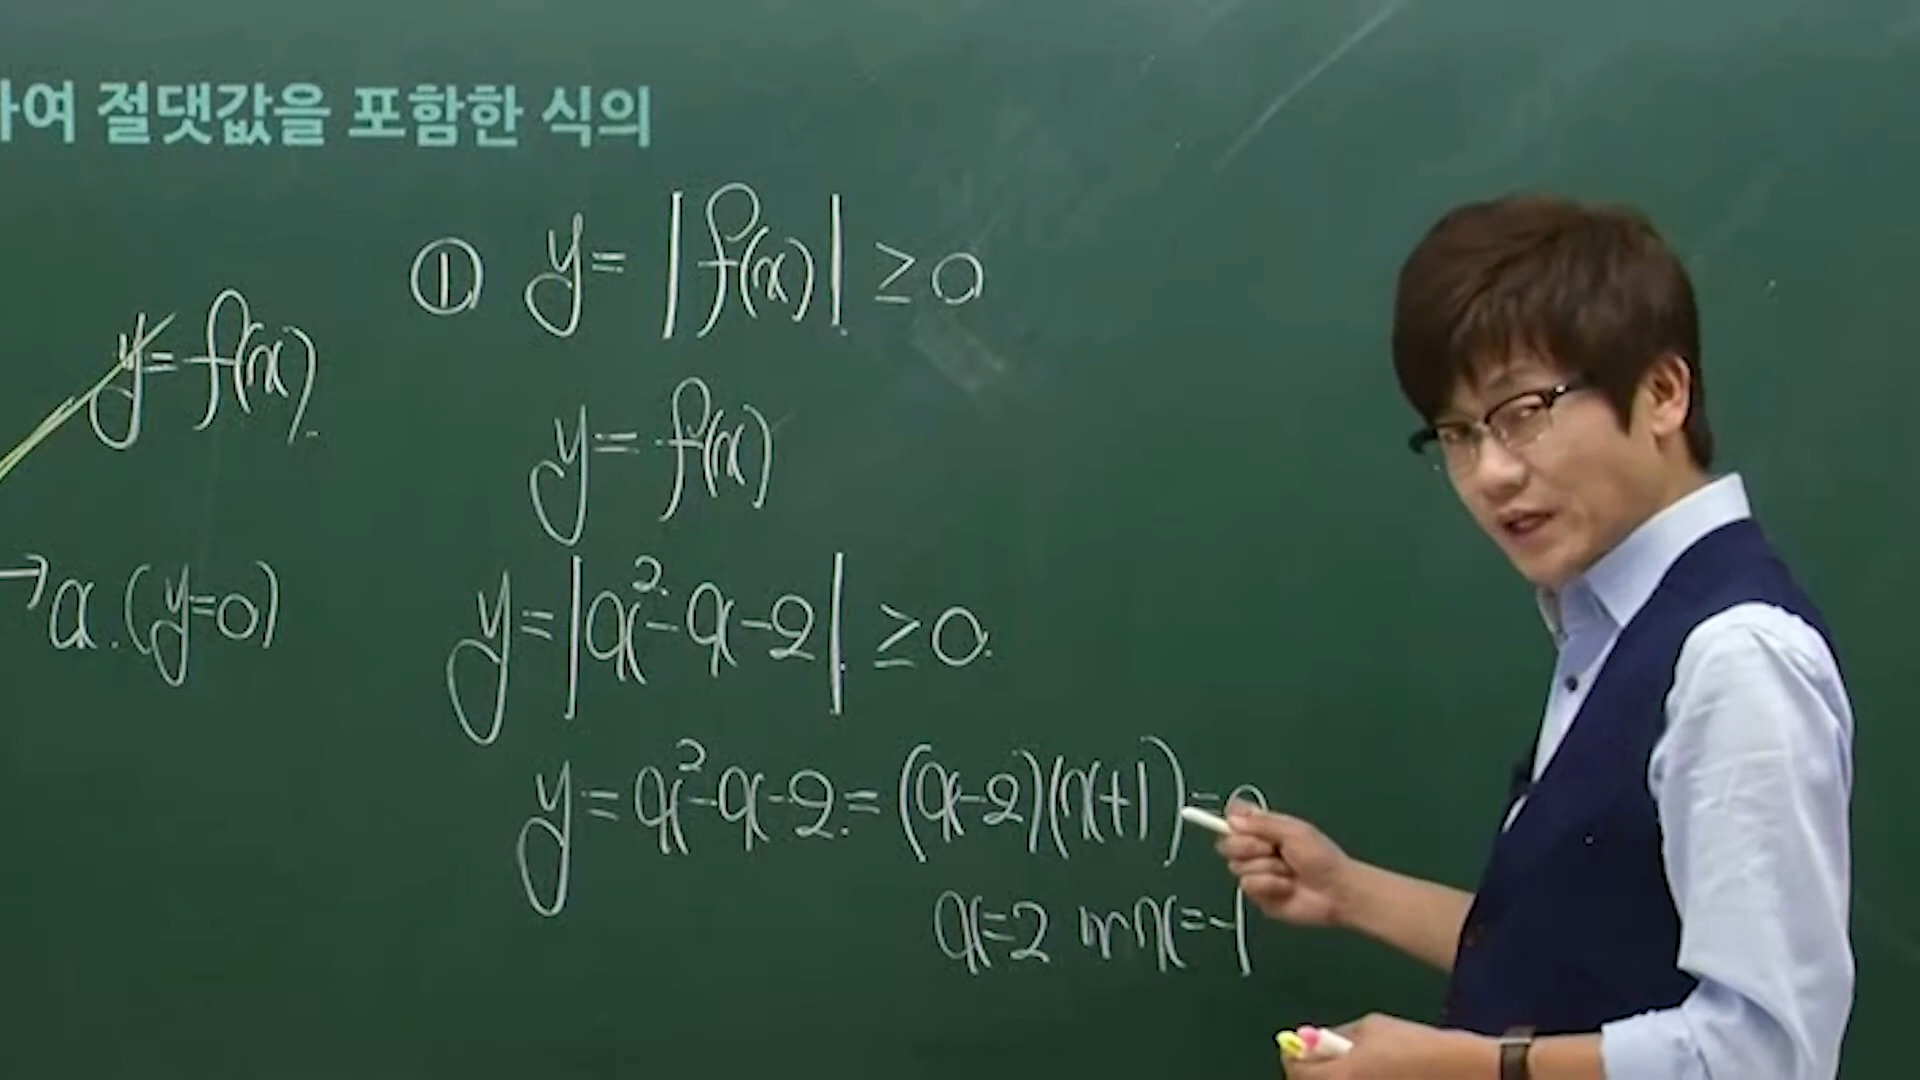 하여 절댓값을 포함한 식의
① y = |f(x)| ≥ 0
y = f(x)
y = f(x)
→ x. (y=0)
y = |x²-x-2| ≥ 0.
y = x²-x-2 = (x-2)(x+1) = 0
x=2 or x=-1